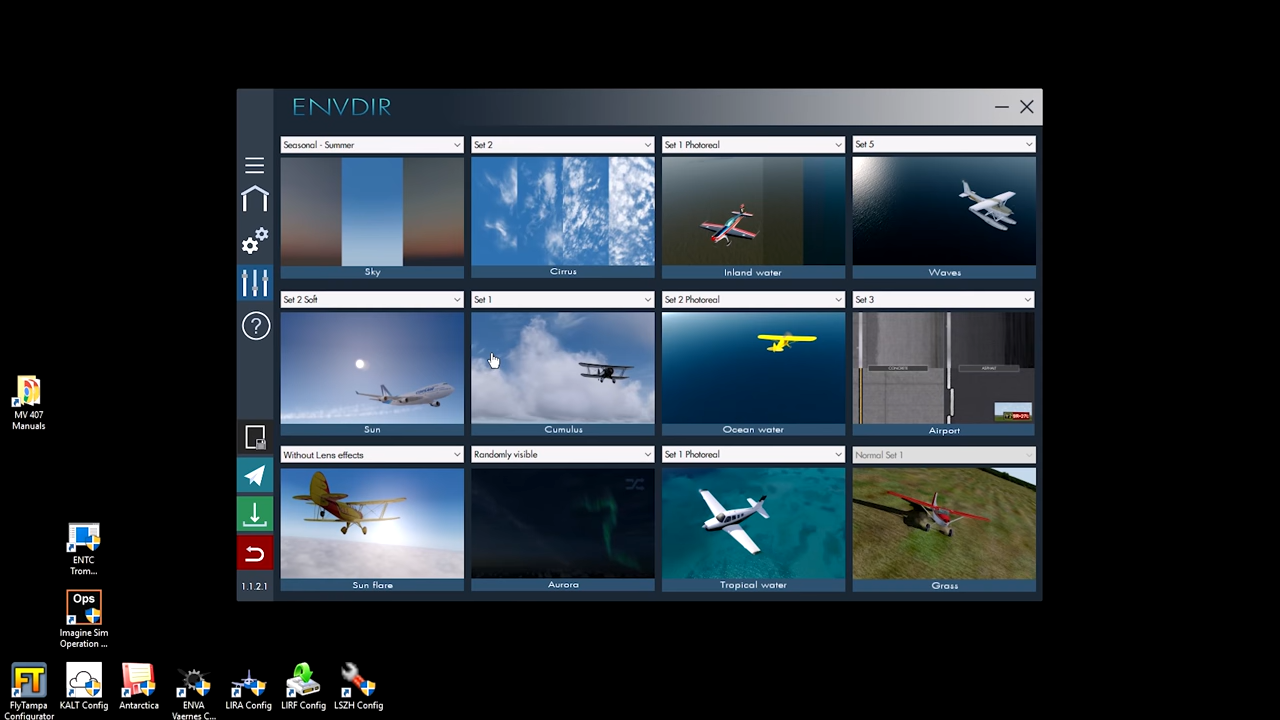 ENVDIR
Seasonal - Summer
Set 2
Set 1 Photoreal
Set 5
Sky
Cirrus
Inland water
Waves
Set 2 Soft
Set 1
Set 2 Photoreal
Set 3
CONCRETE
ASPHALT
Sun
Cumulus
Ocean water
Airport
Without Lens effects
Randomly visible
Set 1 Photoreal
Normal Set 1
Sun flare
Aurora
Tropical water
Grass
1.1.2.1
MV 407
Manuals
ENTC
Trom...
Ops
Imagine Sim
Operation ...
FT
FlyTampa
Configurator
KALT Config
Antarctica
ENVA
Vaernes C...
LIRA Config
LIRF Config
LSZH Config